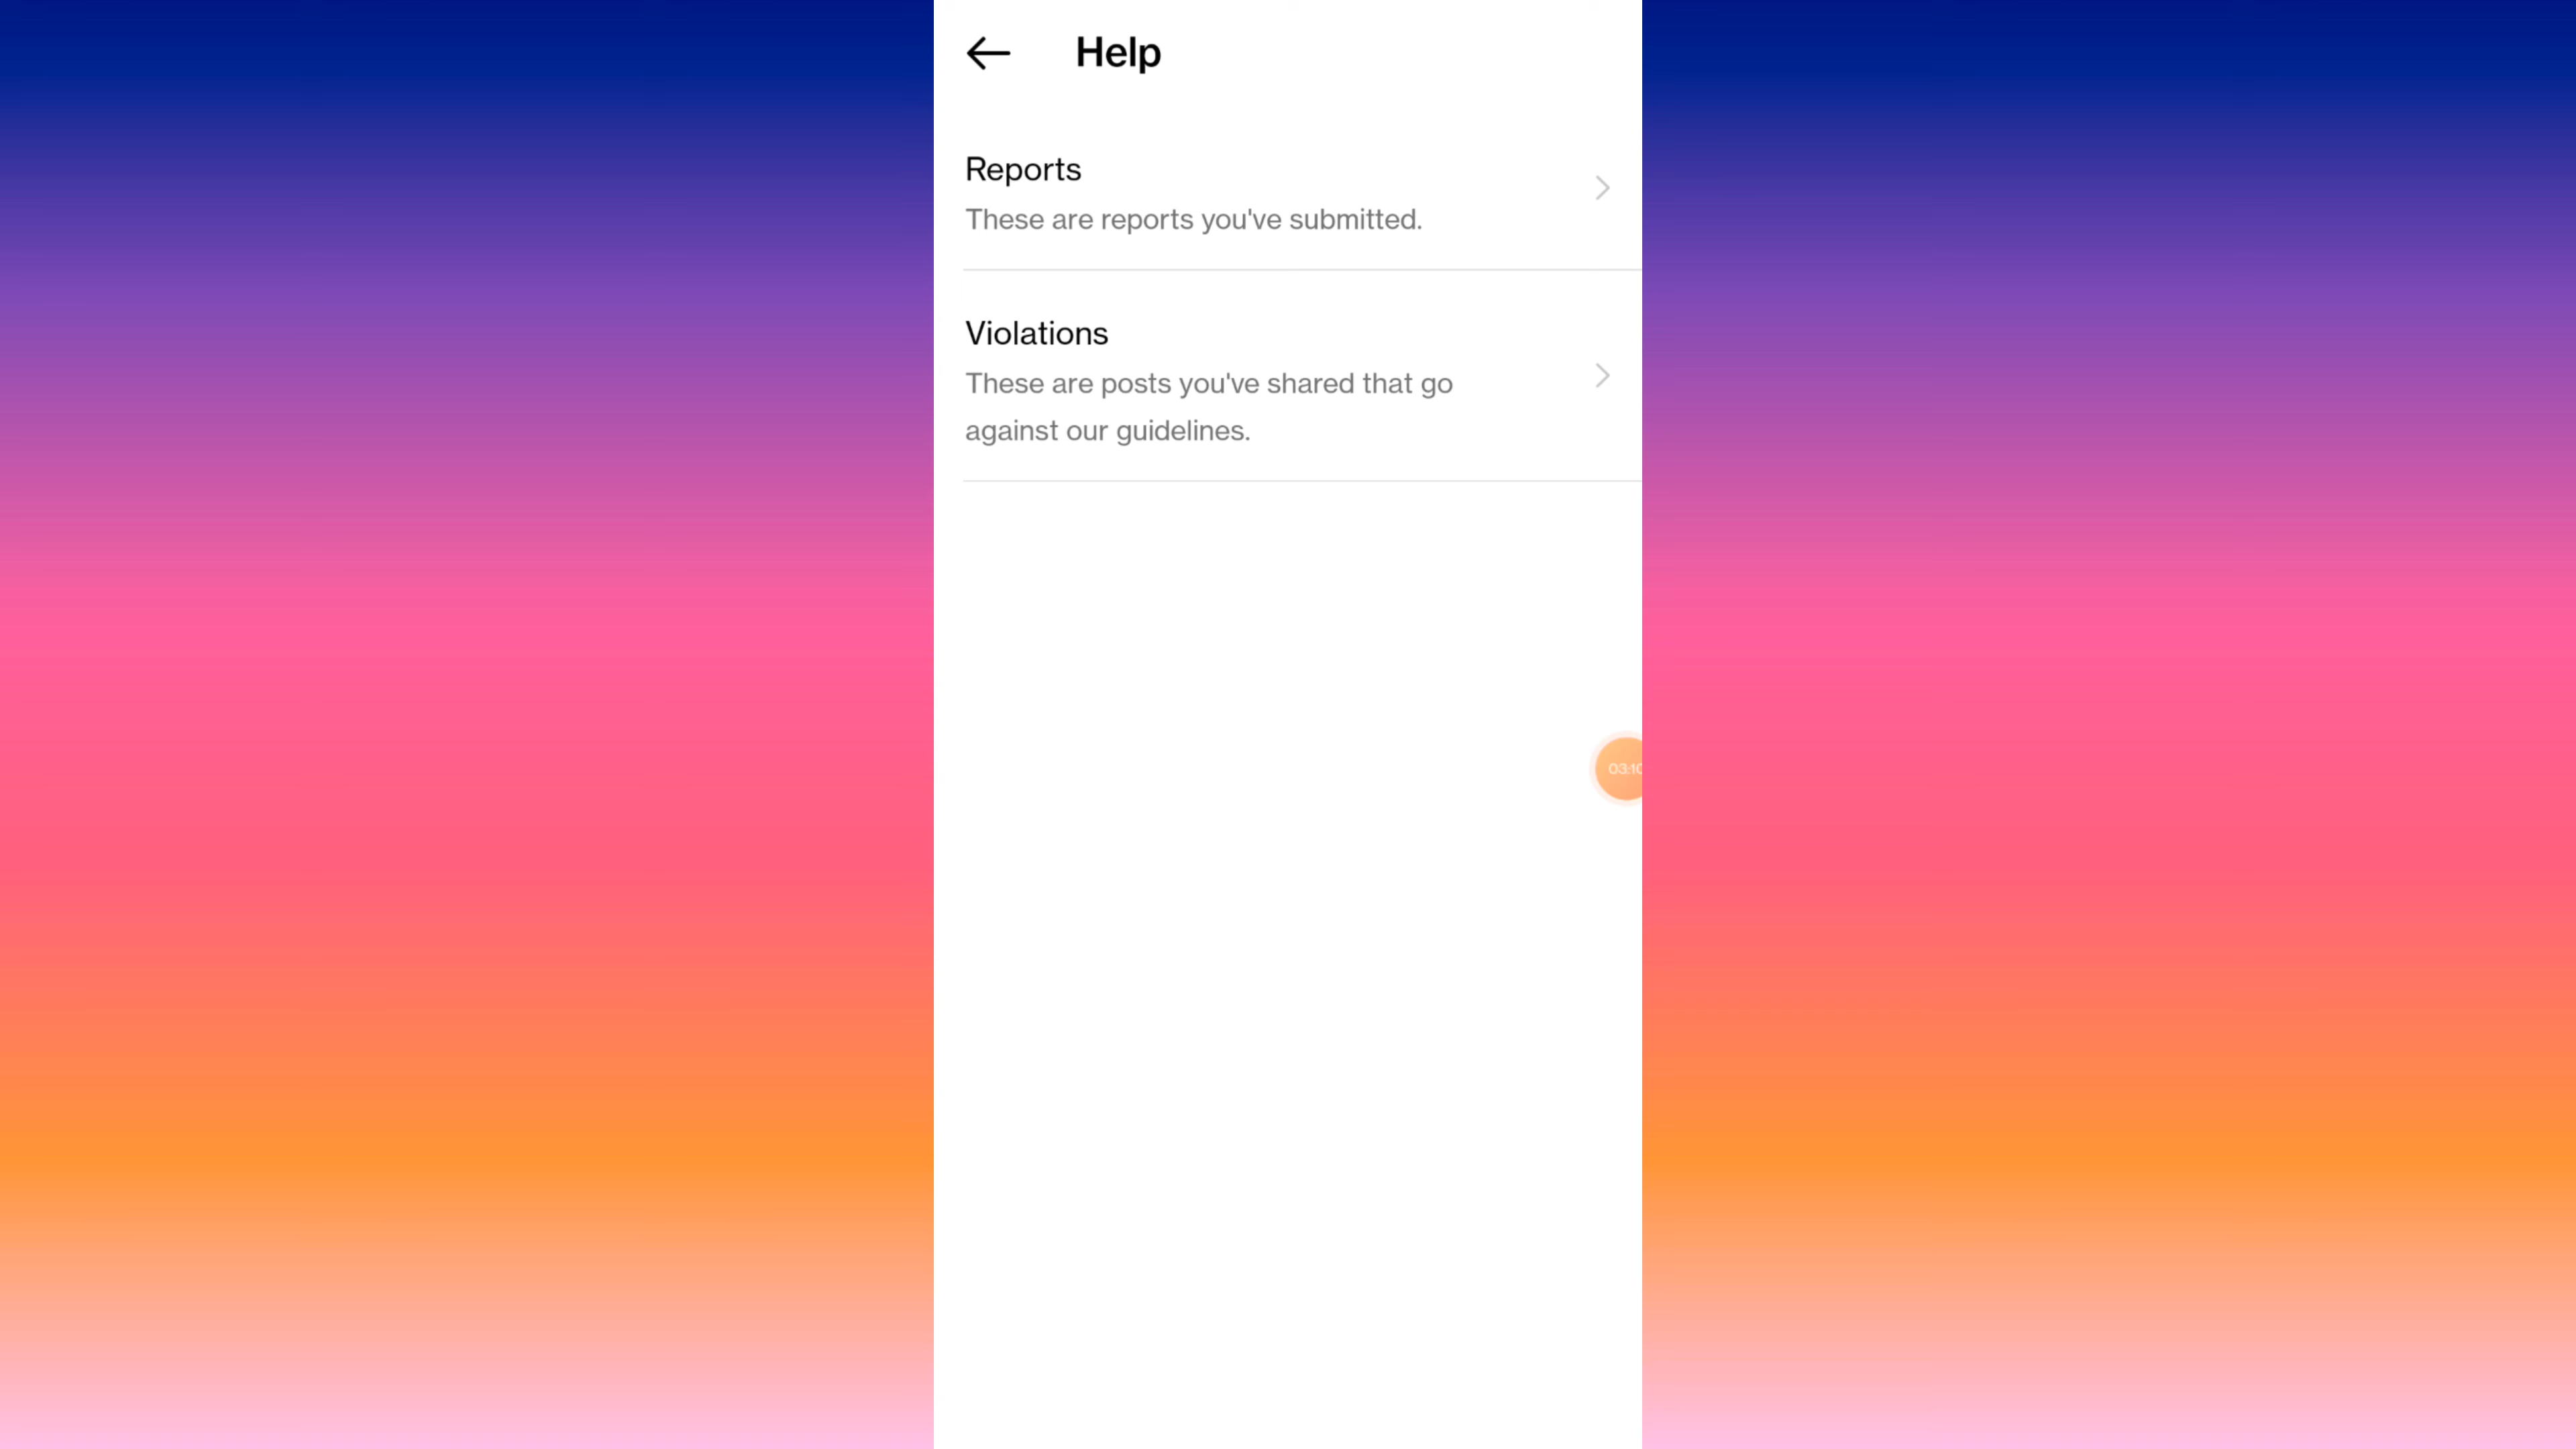 Help
Reports
These are reports you've submitted.
Violations
These are posts you've shared that go
against our guidelines.
03:10